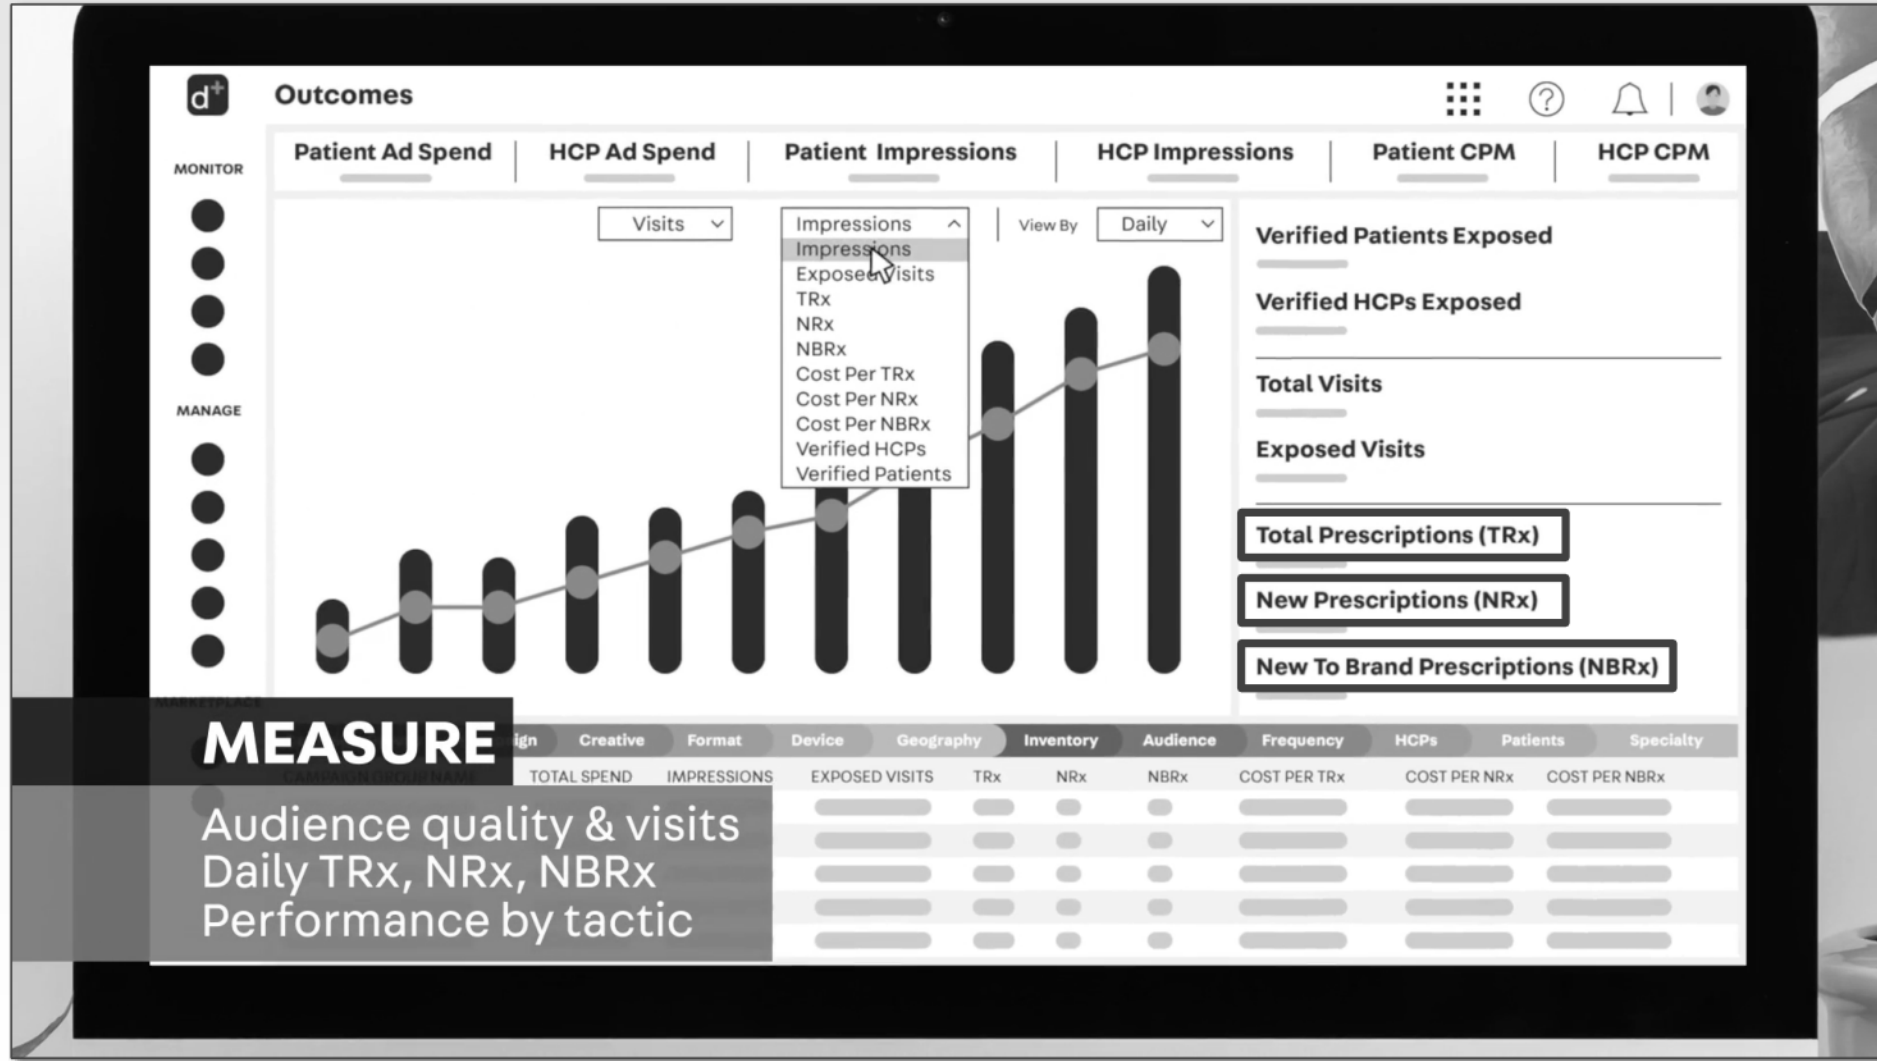 d+ Outcomes
Patient Ad Spend HCP Ad Spend Patient Impressions HCP Impressions Patient CPM HCP CPM
MONITOR
MANAGE
MARKETPLACE
Visits Impressions View By Daily
Impressions
Exposed Visits
TRx
NRx
NBRx
Cost Per TRx
Cost Per NRx
Cost Per NBRx
Verified HCPs
Verified Patients
Verified Patients Exposed
Verified HCPs Exposed
Total Visits
Exposed Visits
Total Prescriptions (TRx)
New Prescriptions (NRx)
New To Brand Prescriptions (NBRx)
Creative Format Device Geography Inventory Audience Frequency HCPs Patients Specialty
CAMPAIGN GROUP NAME TOTAL SPEND IMPRESSIONS EXPOSED VISITS TRx NRx NBRx COST PER TRx COST PER NRx COST PER NBRx
MEASURE
Audience quality & visits
Daily TRx, NRx, NBRx
Performance by tactic